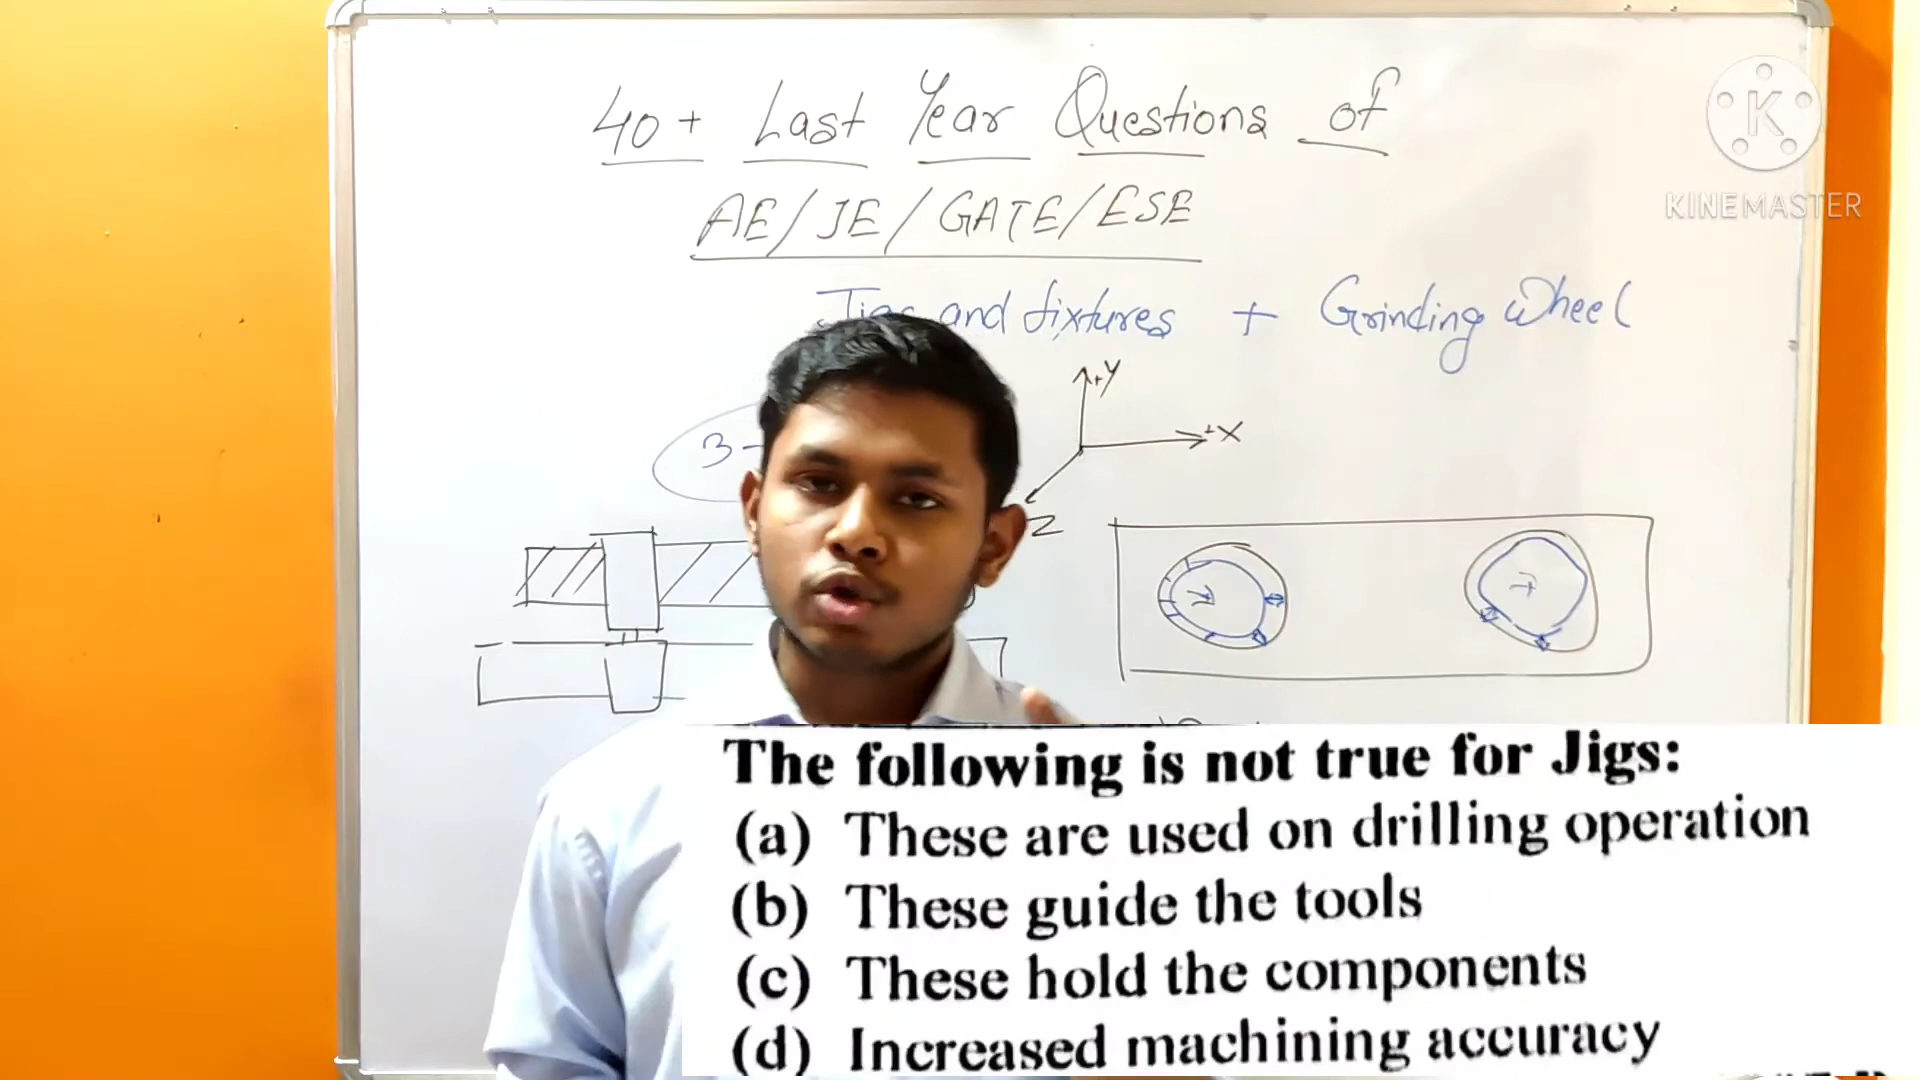 40+ Last Year Questions of
K
KINEMASTER
AE/JE/GATE/ESE
Jigs and fixtures + Grinding Wheel
+Y
+X
3-
Z
The following is not true for Jigs:
(a) These are used on drilling operation
(b) These guide the tools
(c) These hold the components
(d) Increased machining accuracy